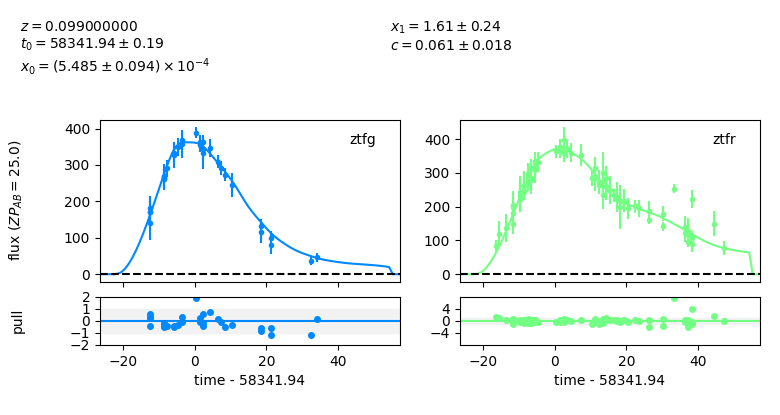 z = 0.099000000
t₀ = 58341.94 ± 0.19
x₀ = (5.485 ± 0.094) × 10⁻⁴
x₁ = 1.61 ± 0.24
c = 0.061 ± 0.018
flux (ZP_AB = 25.0)
400
300
200
100
0
ztfg
400
300
200
100
0
ztfr
pull
2
1
0
−1
−2
4
0
−4
−20 0 20 40
−20 0 20 40
time - 58341.94
time - 58341.94